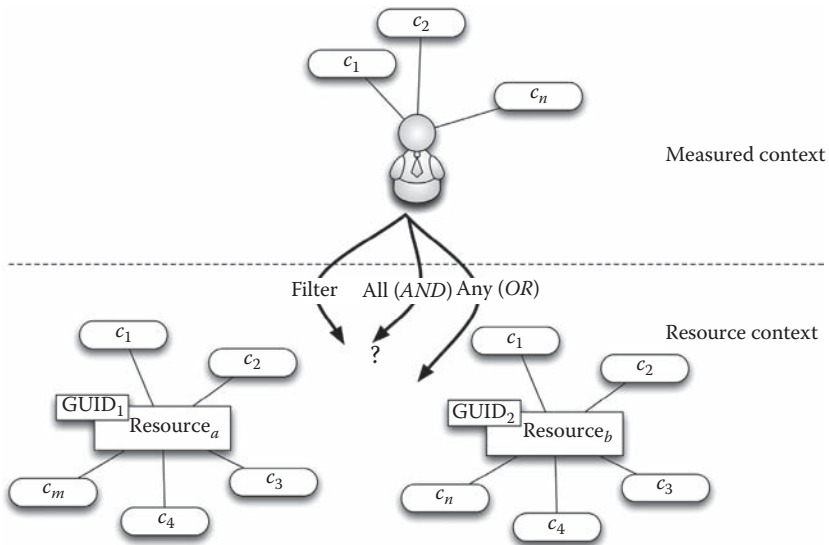 c₂
c₁
cₙ
Measured context
Filter All (AND) Any (OR)
?
Resource context
c₁
c₂
GUID₁
Resourceₐ
cₘ
c₃
c₄
c₁
c₂
GUID₂
Resource_b
cₙ
c₃
c₄